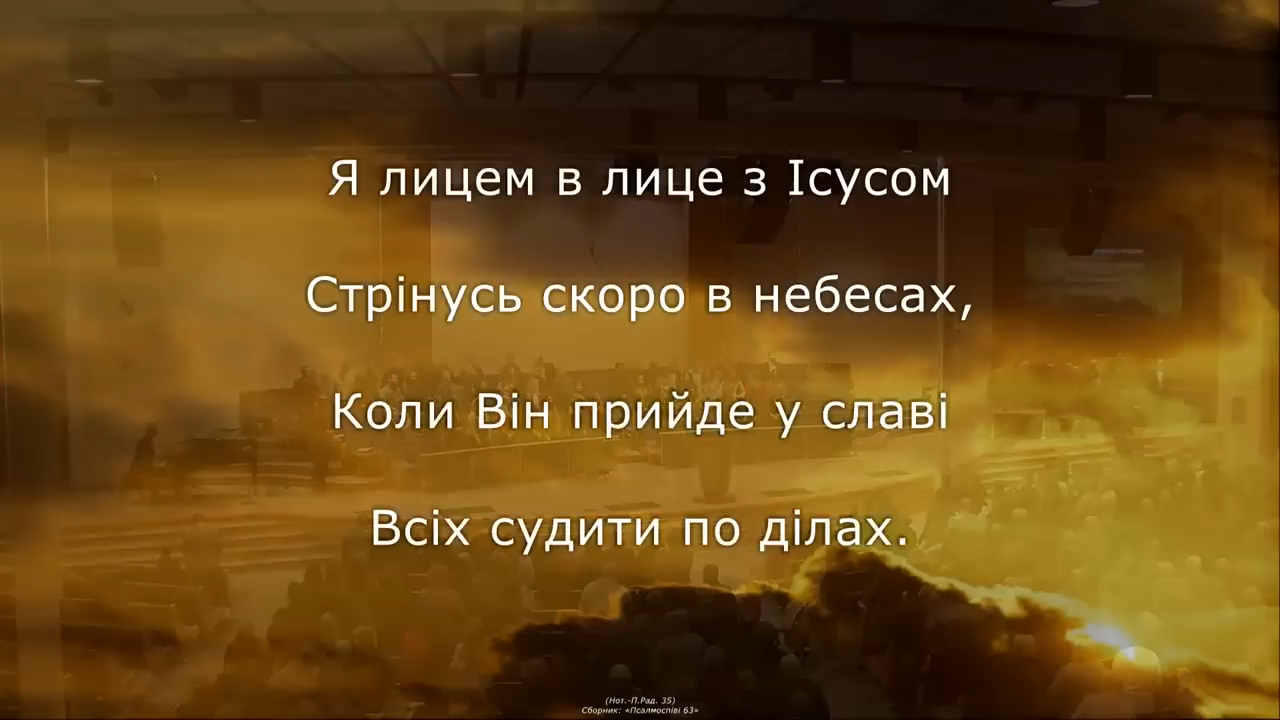 Я лицем в лице з Ісусом
Стрінусь скоро в небесах,
Коли Він прийде у славі
Всіх судити по ділах.
(Нот.-П.Рад. 35)
Сборник: «Псалмоспіві 63»